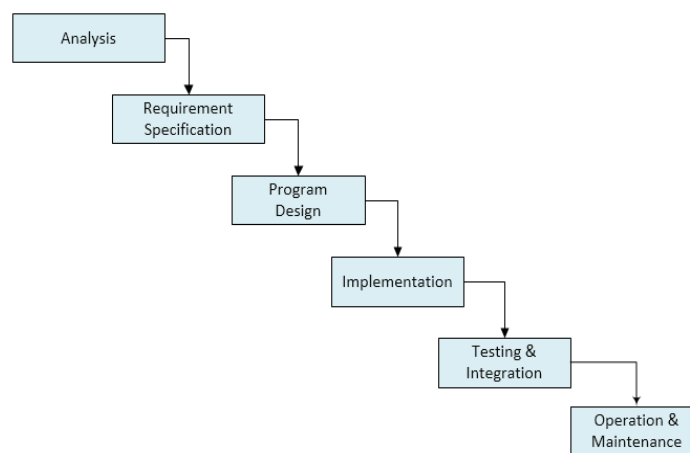 Analysis
Requirement
Specification
Program
Design
Implementation
Testing &
Integration
Operation &
Maintenance